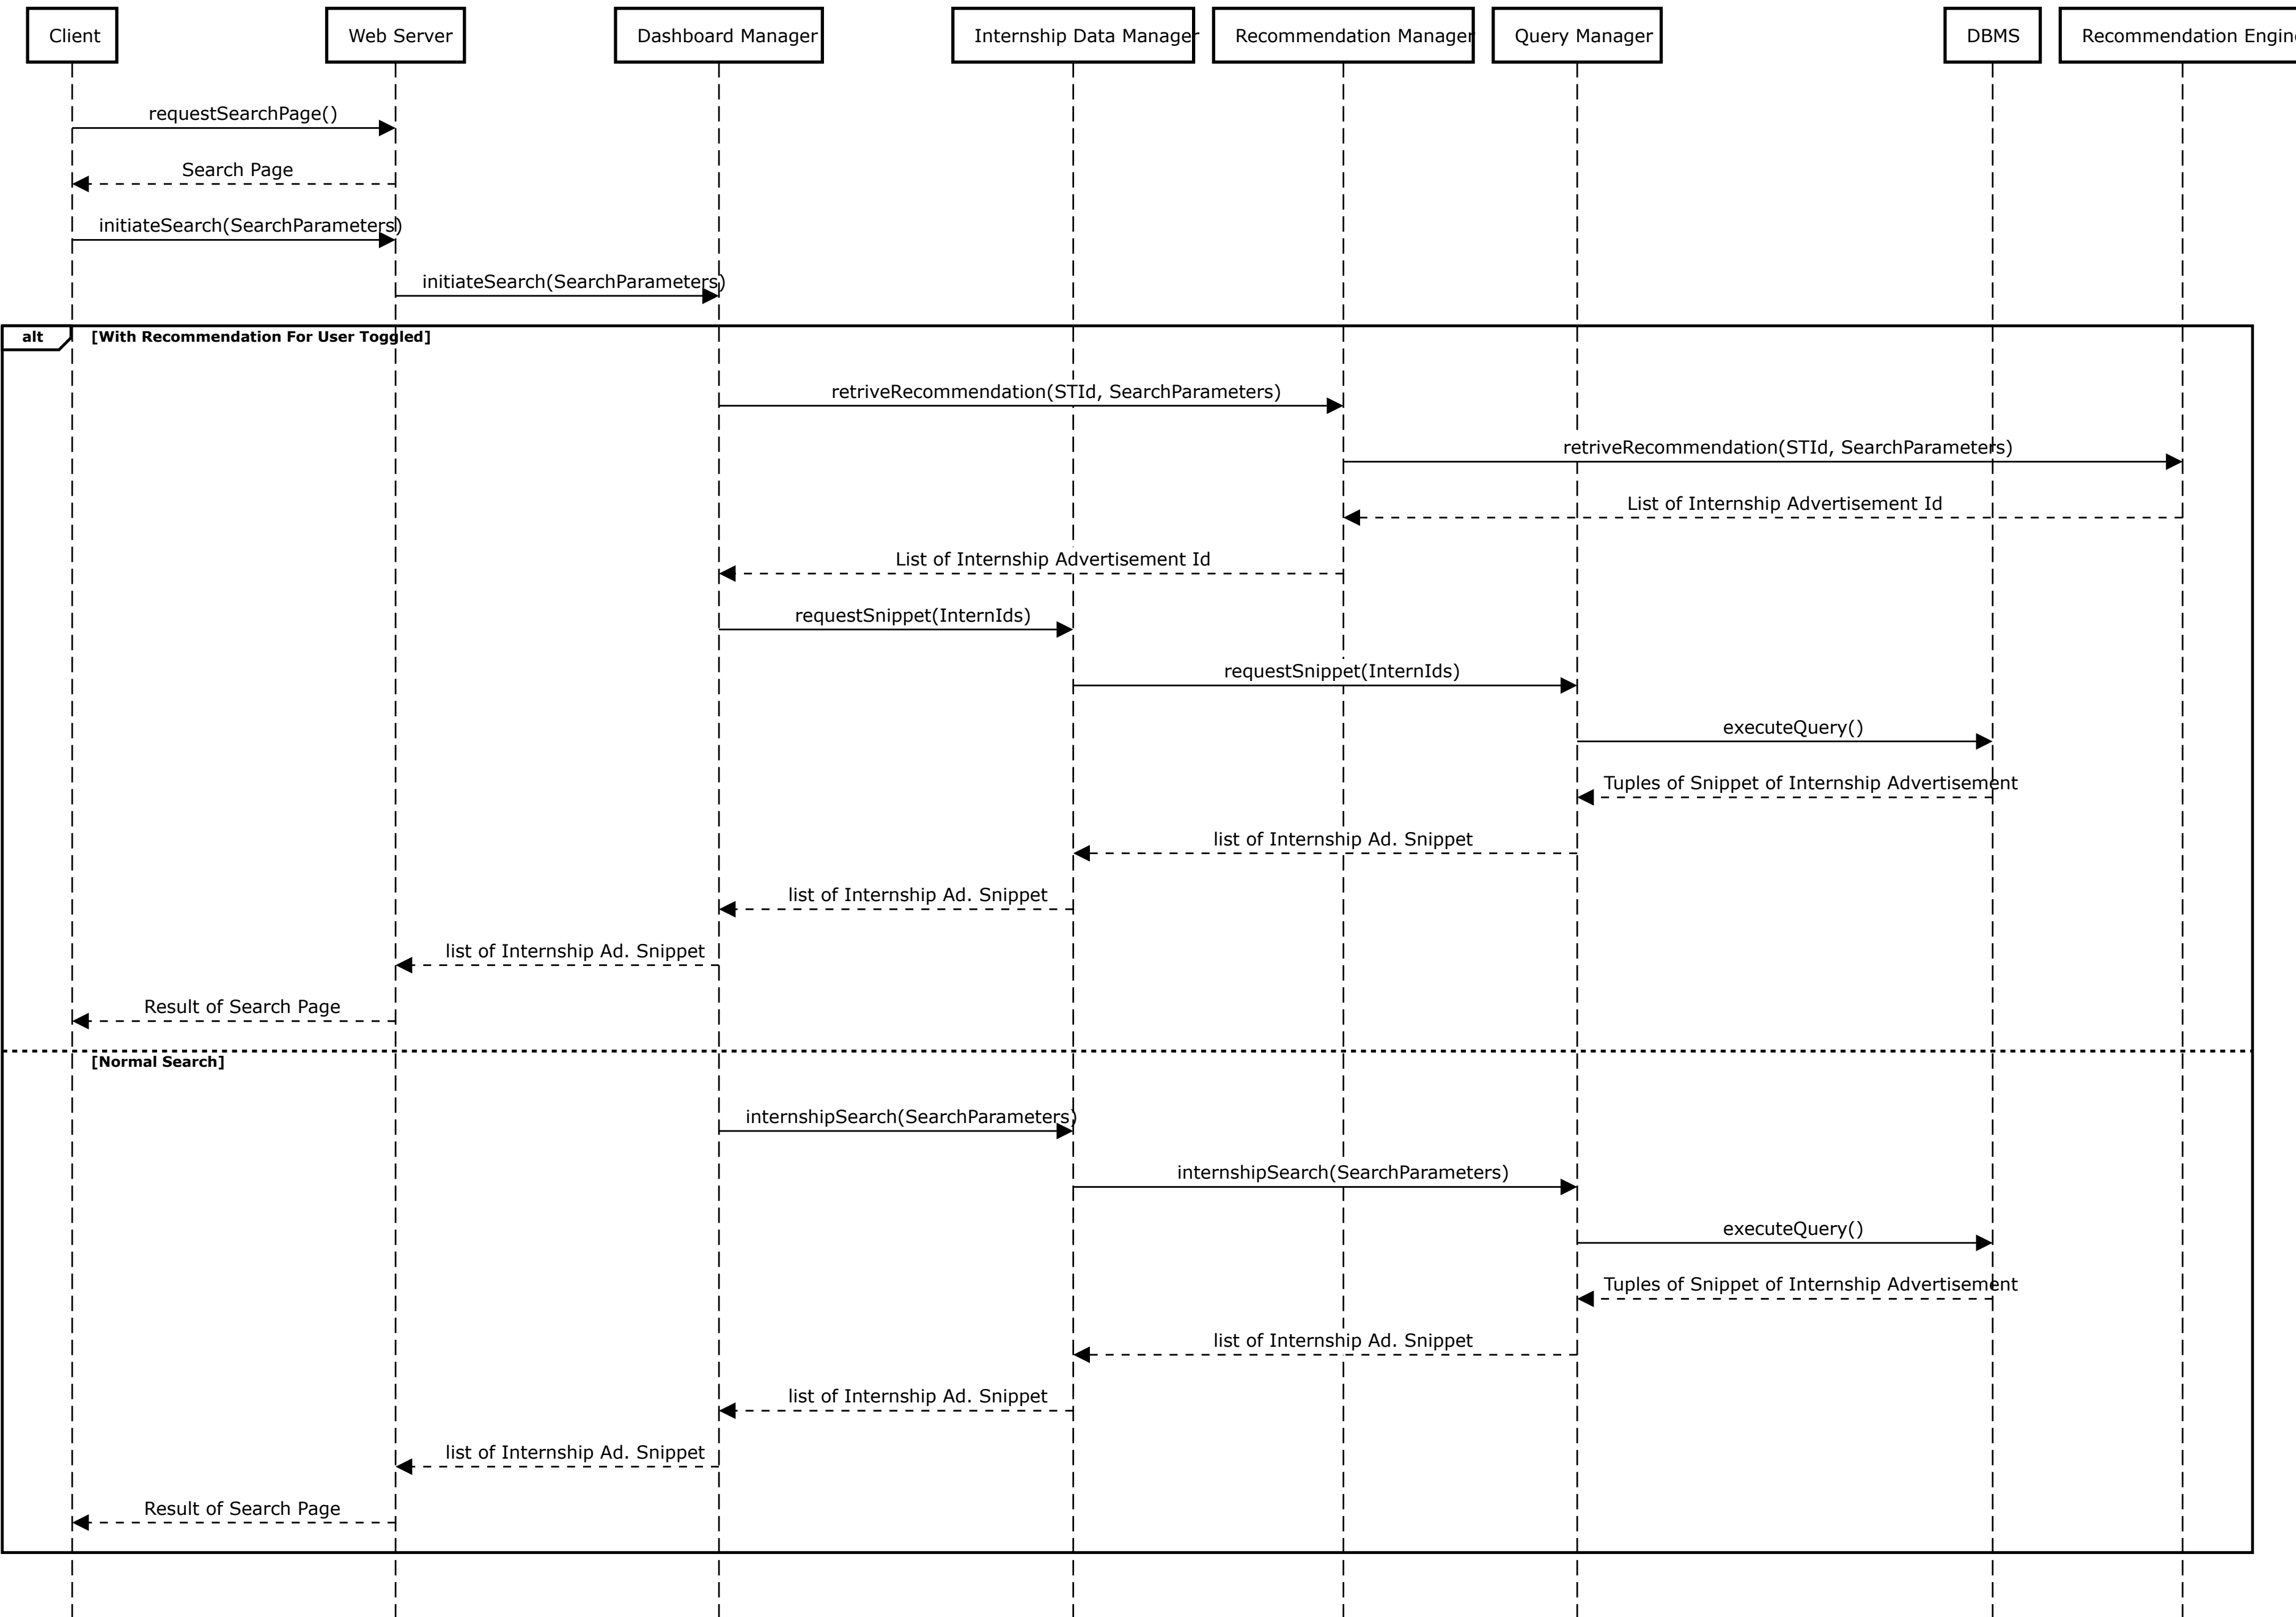 Client
Web Server
Dashboard Manager
Internship Data Manager
Recommendation Manager
Query Manager
DBMS
Recommendation Engin
requestSearchPage()
Search Page
initiateSearch(SearchParameters)
initiateSearch(SearchParameters)
alt
[With Recommendation For User Toggled]
retriveRecommendation(STId, SearchParameters)
retriveRecommendation(STId, SearchParameters)
List of Internship Advertisement Id
List of Internship Advertisement Id
requestSnippet(InternIds)
requestSnippet(InternIds)
executeQuery()
Tuples of Snippet of Internship Advertisement
list of Internship Ad. Snippet
list of Internship Ad. Snippet
list of Internship Ad. Snippet
Result of Search Page
[Normal Search]
internshipSearch(SearchParameters)
internshipSearch(SearchParameters)
executeQuery()
Tuples of Snippet of Internship Advertisement
list of Internship Ad. Snippet
list of Internship Ad. Snippet
list of Internship Ad. Snippet
Result of Search Page